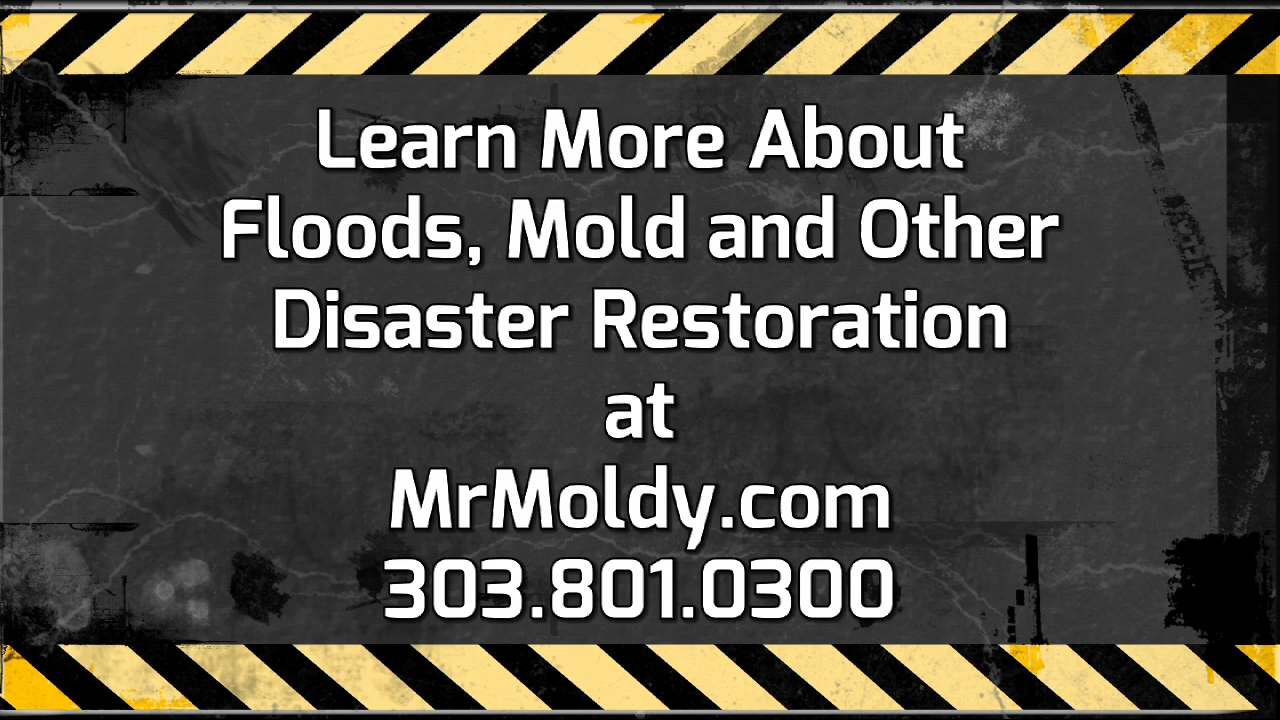 Learn More About
Floods, Mold and Other
Disaster Restoration
at
MrMoldy.com
303.801.0300